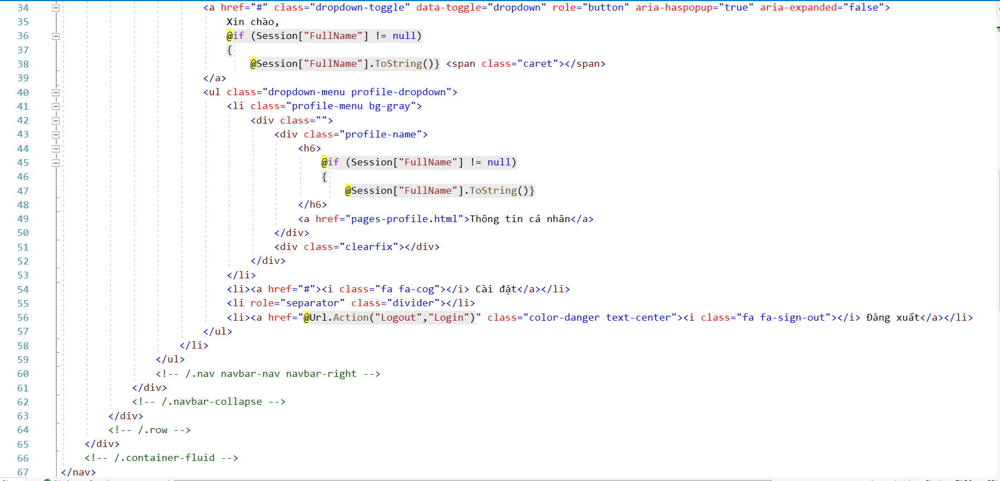 34 <a href="#" class="dropdown-toggle" data-toggle="dropdown" role="button" aria-haspopup="true" aria-expanded="false">
35 Xin chào,
36 @if (Session["FullName"] != null)
37 {
38 @Session["FullName"].ToString()} <span class="caret"></span>
39 </a>
40 <ul class="dropdown-menu profile-dropdown">
41 <li class="profile-menu bg-gray">
42 <div class="">
43 <div class="profile-name">
44 <h6>
45 @if (Session["FullName"] != null)
46 {
47 @Session["FullName"].ToString()}
48 </h6>
49 <a href="pages-profile.html">Thông tin cá nhân</a>
50 </div>
51 <div class="clearfix"></div>
52 </div>
53 </li>
54 <li><a href="#"><i class="fa fa-cog"></i> Cài đặt</a></li>
55 <li role="separator" class="divider"></li>
56 <li><a href="@Url.Action("Logout","Login")" class="color-danger text-center"><i class="fa fa-sign-out"></i> Đăng xuất</a></li>
57 </ul>
58 </li>
59 </ul>
60 <!-- /.nav navbar-nav navbar-right -->
61 </div>
62 <!-- /.navbar-collapse -->
63 </div>
64 <!-- /.row -->
65 </div>
66 <!-- /.container-fluid -->
67 </nav>